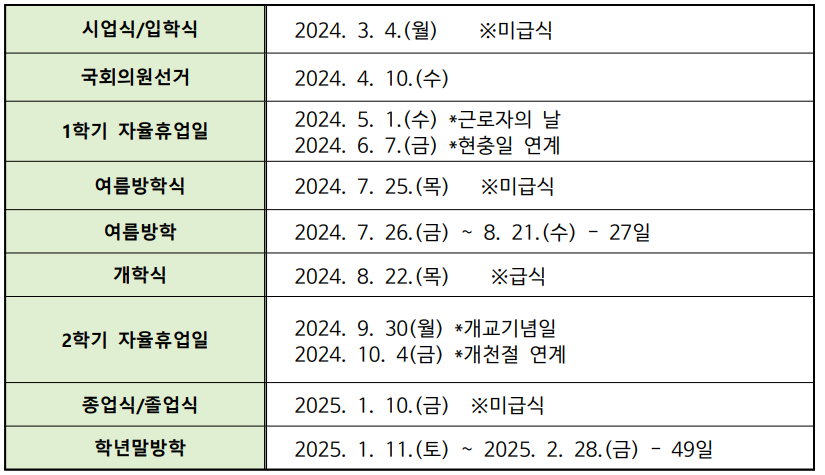 시업식/입학식 2024. 3. 4.(월) ※미급식
국회의원선거 2024. 4. 10.(수)
1학기 자율휴업일
2024. 5. 1.(수) *근로자의 날
2024. 6. 7.(금) *현충일 연계
여름방학식 2024. 7. 25.(목) ※미급식
여름방학 2024. 7. 26.(금) ~ 8. 21.(수) - 27일
개학식 2024. 8. 22.(목) ※급식
2학기 자율휴업일
2024. 9. 30(월) *개교기념일
2024. 10. 4(금) *개천절 연계
종업식/졸업식 2025. 1. 10.(금) ※미급식
학년말방학 2025. 1. 11.(토) ~ 2025. 2. 28.(금) - 49일